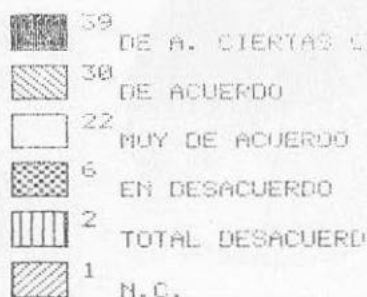 39
DE A. CIERTAS
30
DE ACUERDO
22
MUY DE ACUERDO
6
EN DESACUERDO
2
TOTAL DESACUERD
1
N.C.